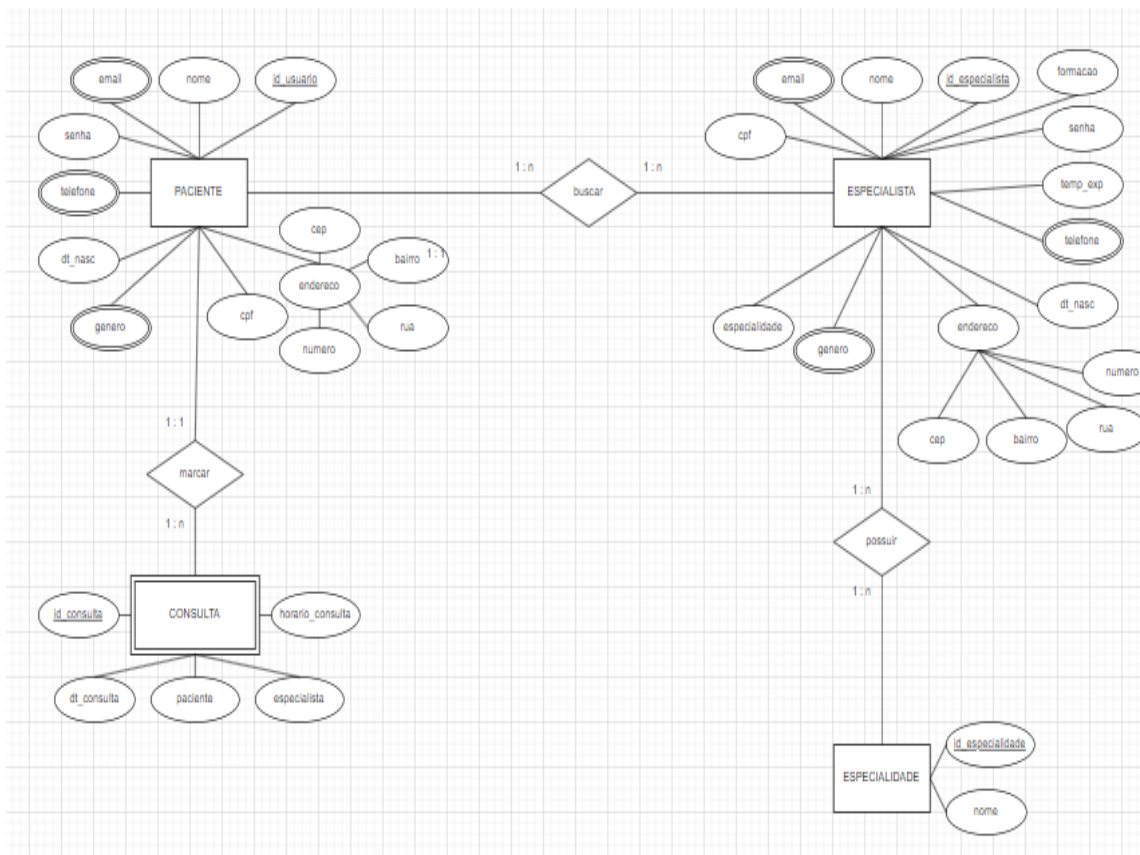 email
nome
id_usuario
senha
telefone
PACIENTE
dt_nasc
genero
cpf
cep
endereco
bairro
1 : 1
rua
numero
1 : n
buscar
1 : n
email
nome
id_especialista
formacao
cpf
senha
ESPECIALISTA
temp_exp
telefone
dt_nasc
especialidade
genero
endereco
numero
cep
bairro
rua
1 : 1
marcar
1 : n
id_consulta
CONSULTA
horario_consulta
dt_consulta
paciente
especialista
1 : n
possuir
1 : n
ESPECIALIDADE
id_especialidade
nome